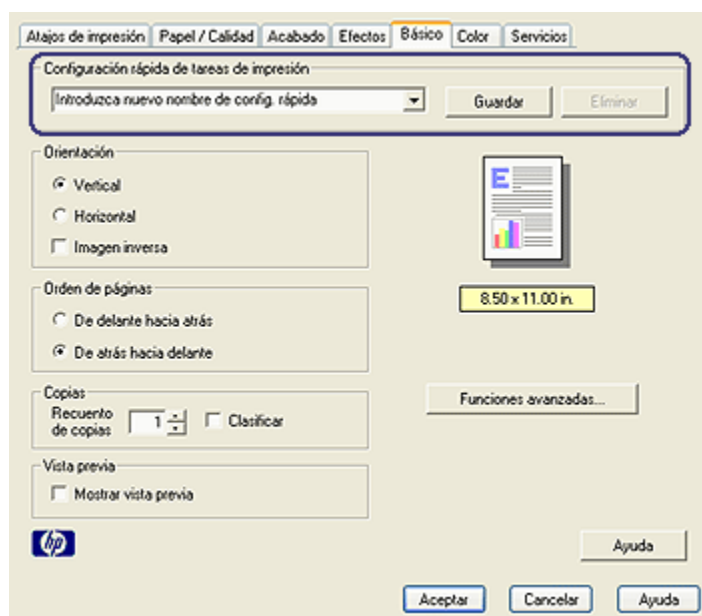 Atajos de impresión Papel / Calidad Acabado Efectos Básico Color Servicios
Configuración rápida de tareas de impresión
Introduzca nuevo nombre de config. rápida Guardar Eliminar
Orientación
Vertical
Horizontal
Imagen inversa
E
8.50 x 11.00 in.
Orden de páginas
De delante hacia atrás
De atrás hacia delante
Copias
Recuento
de copias 1 Clasificar
Funciones avanzadas...
Vista previa
Mostrar vista previa
hp
Ayuda
Aceptar Cancelar Ayuda